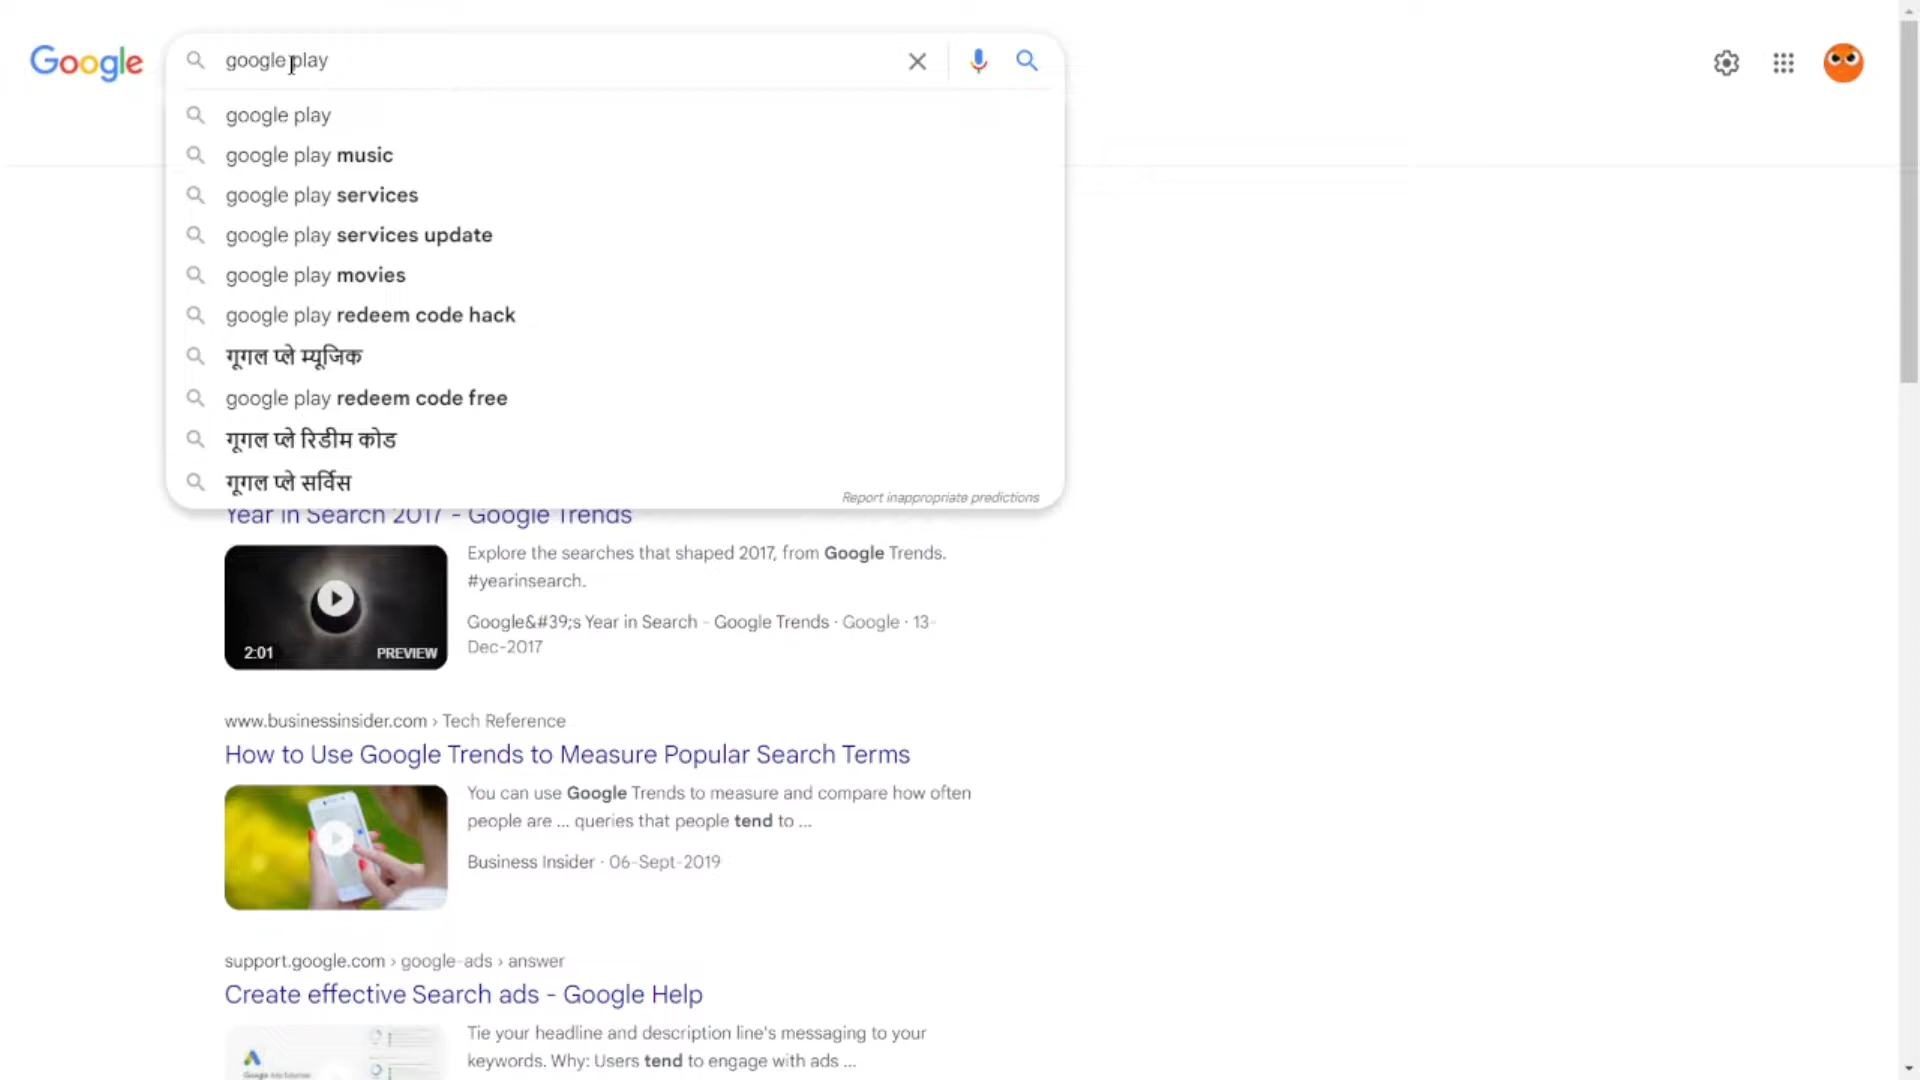 Google
google play
google play
google play music
google play services
google play services update
google play movies
google play redeem code hack
गूगल प्ले म्यूजिक
google play redeem code free
गूगल प्ले रिडीम कोड
गूगल प्ले सर्विस
Report inappropriate predictions
Year in Search 2017 - Google Trends
Explore the searches that shaped 2017, from Google Trends.
#yearinsearch.
Google&#39;s Year in Search - Google Trends · Google · 13-
Dec-2017
2:01 PREVIEW
www.businessinsider.com › Tech Reference
How to Use Google Trends to Measure Popular Search Terms
You can use Google Trends to measure and compare how often
people are ... queries that people tend to ...
Business Insider · 06-Sept-2019
support.google.com › google-ads › answer
Create effective Search ads - Google Help
Tie your headline and description line's messaging to your
keywords. Why: Users tend to engage with ads ...